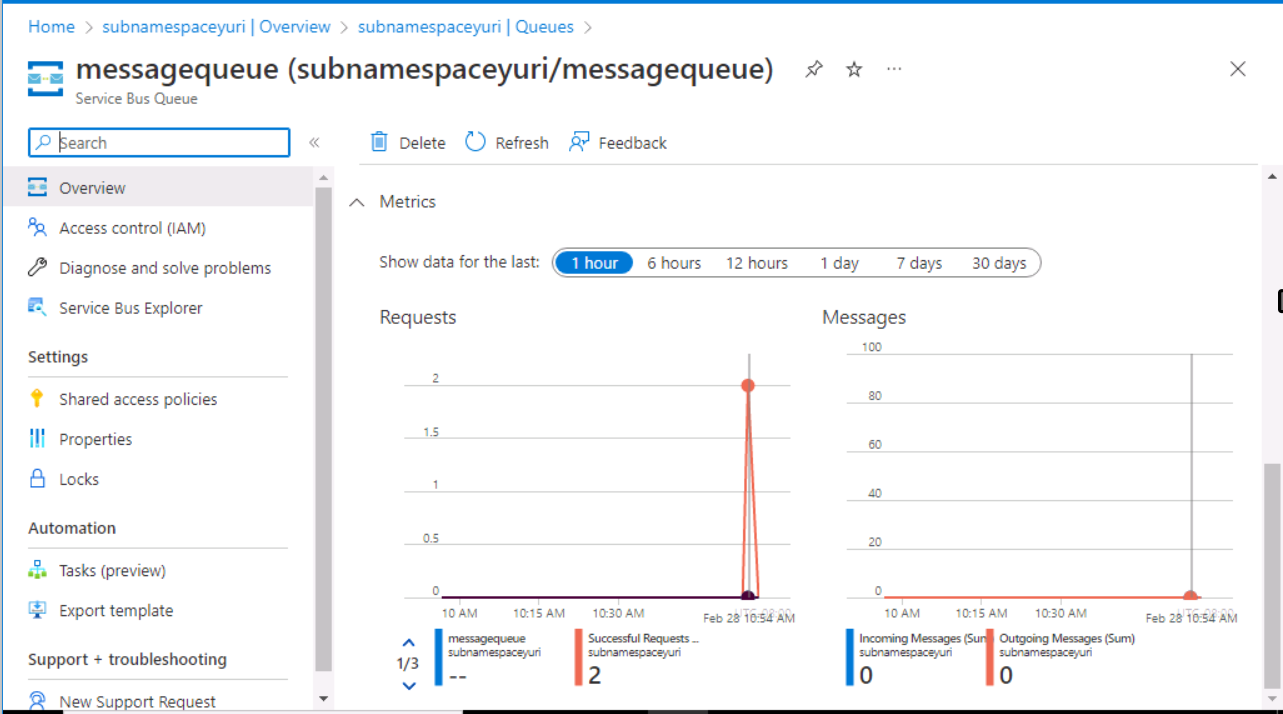 Home > subnamespaceyuri | Overview > subnamespaceyuri | Queues >
messagequeue (subnamespaceyuri/messagequeue)
Service Bus Queue
Search
Delete Refresh Feedback
Overview
Access control (IAM)
Diagnose and solve problems
Service Bus Explorer
Settings
Shared access policies
Properties
Locks
Automation
Tasks (preview)
Export template
Support + troubleshooting
New Support Request
Metrics
Show data for the last: 1 hour 6 hours 12 hours 1 day 7 days 30 days
Requests
2
1.5
1
0.5
0
10 AM 10:15 AM 10:30 AM Feb 28 10:54 AM
1/3
messagequeue
subnamespaceyuri
--
Successful Requests ...
subnamespaceyuri
2
Messages
100
80
60
40
20
0
10 AM 10:15 AM 10:30 AM Feb 28 10:54 AM
Incoming Messages (Sum
subnamespaceyuri
0
Outgoing Messages (Sum)
subnamespaceyuri
0